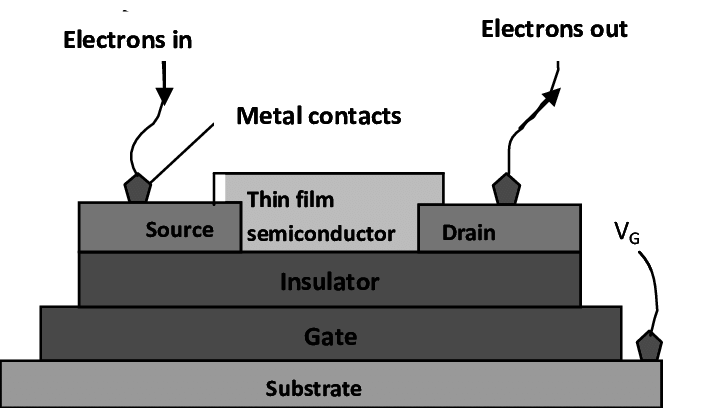 Electrons in
Electrons out
Metal contacts
Thin film
semiconductor
Source
Drain
VG
Insulator
Gate
Substrate